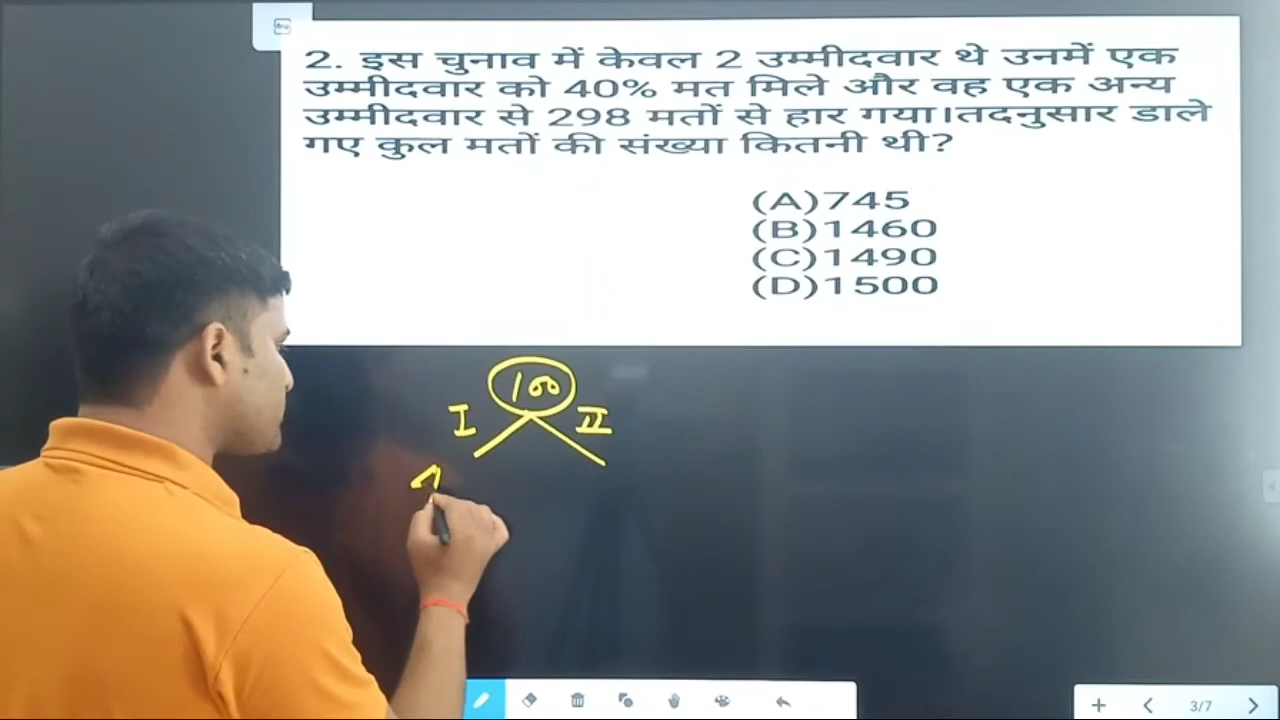 2. इस चुनाव में केवल 2 उम्मीदवार थे उनमें एक
उम्मीदवार को 40% मत मिले और वह एक अन्य
उम्मीदवार से 298 मतों से हार गया।तदनुसार डाले
गए कुल मतों की संख्या कितनी थी?
(A)745
(B)1460
(C)1490
(D)1500
100
I II
3/7